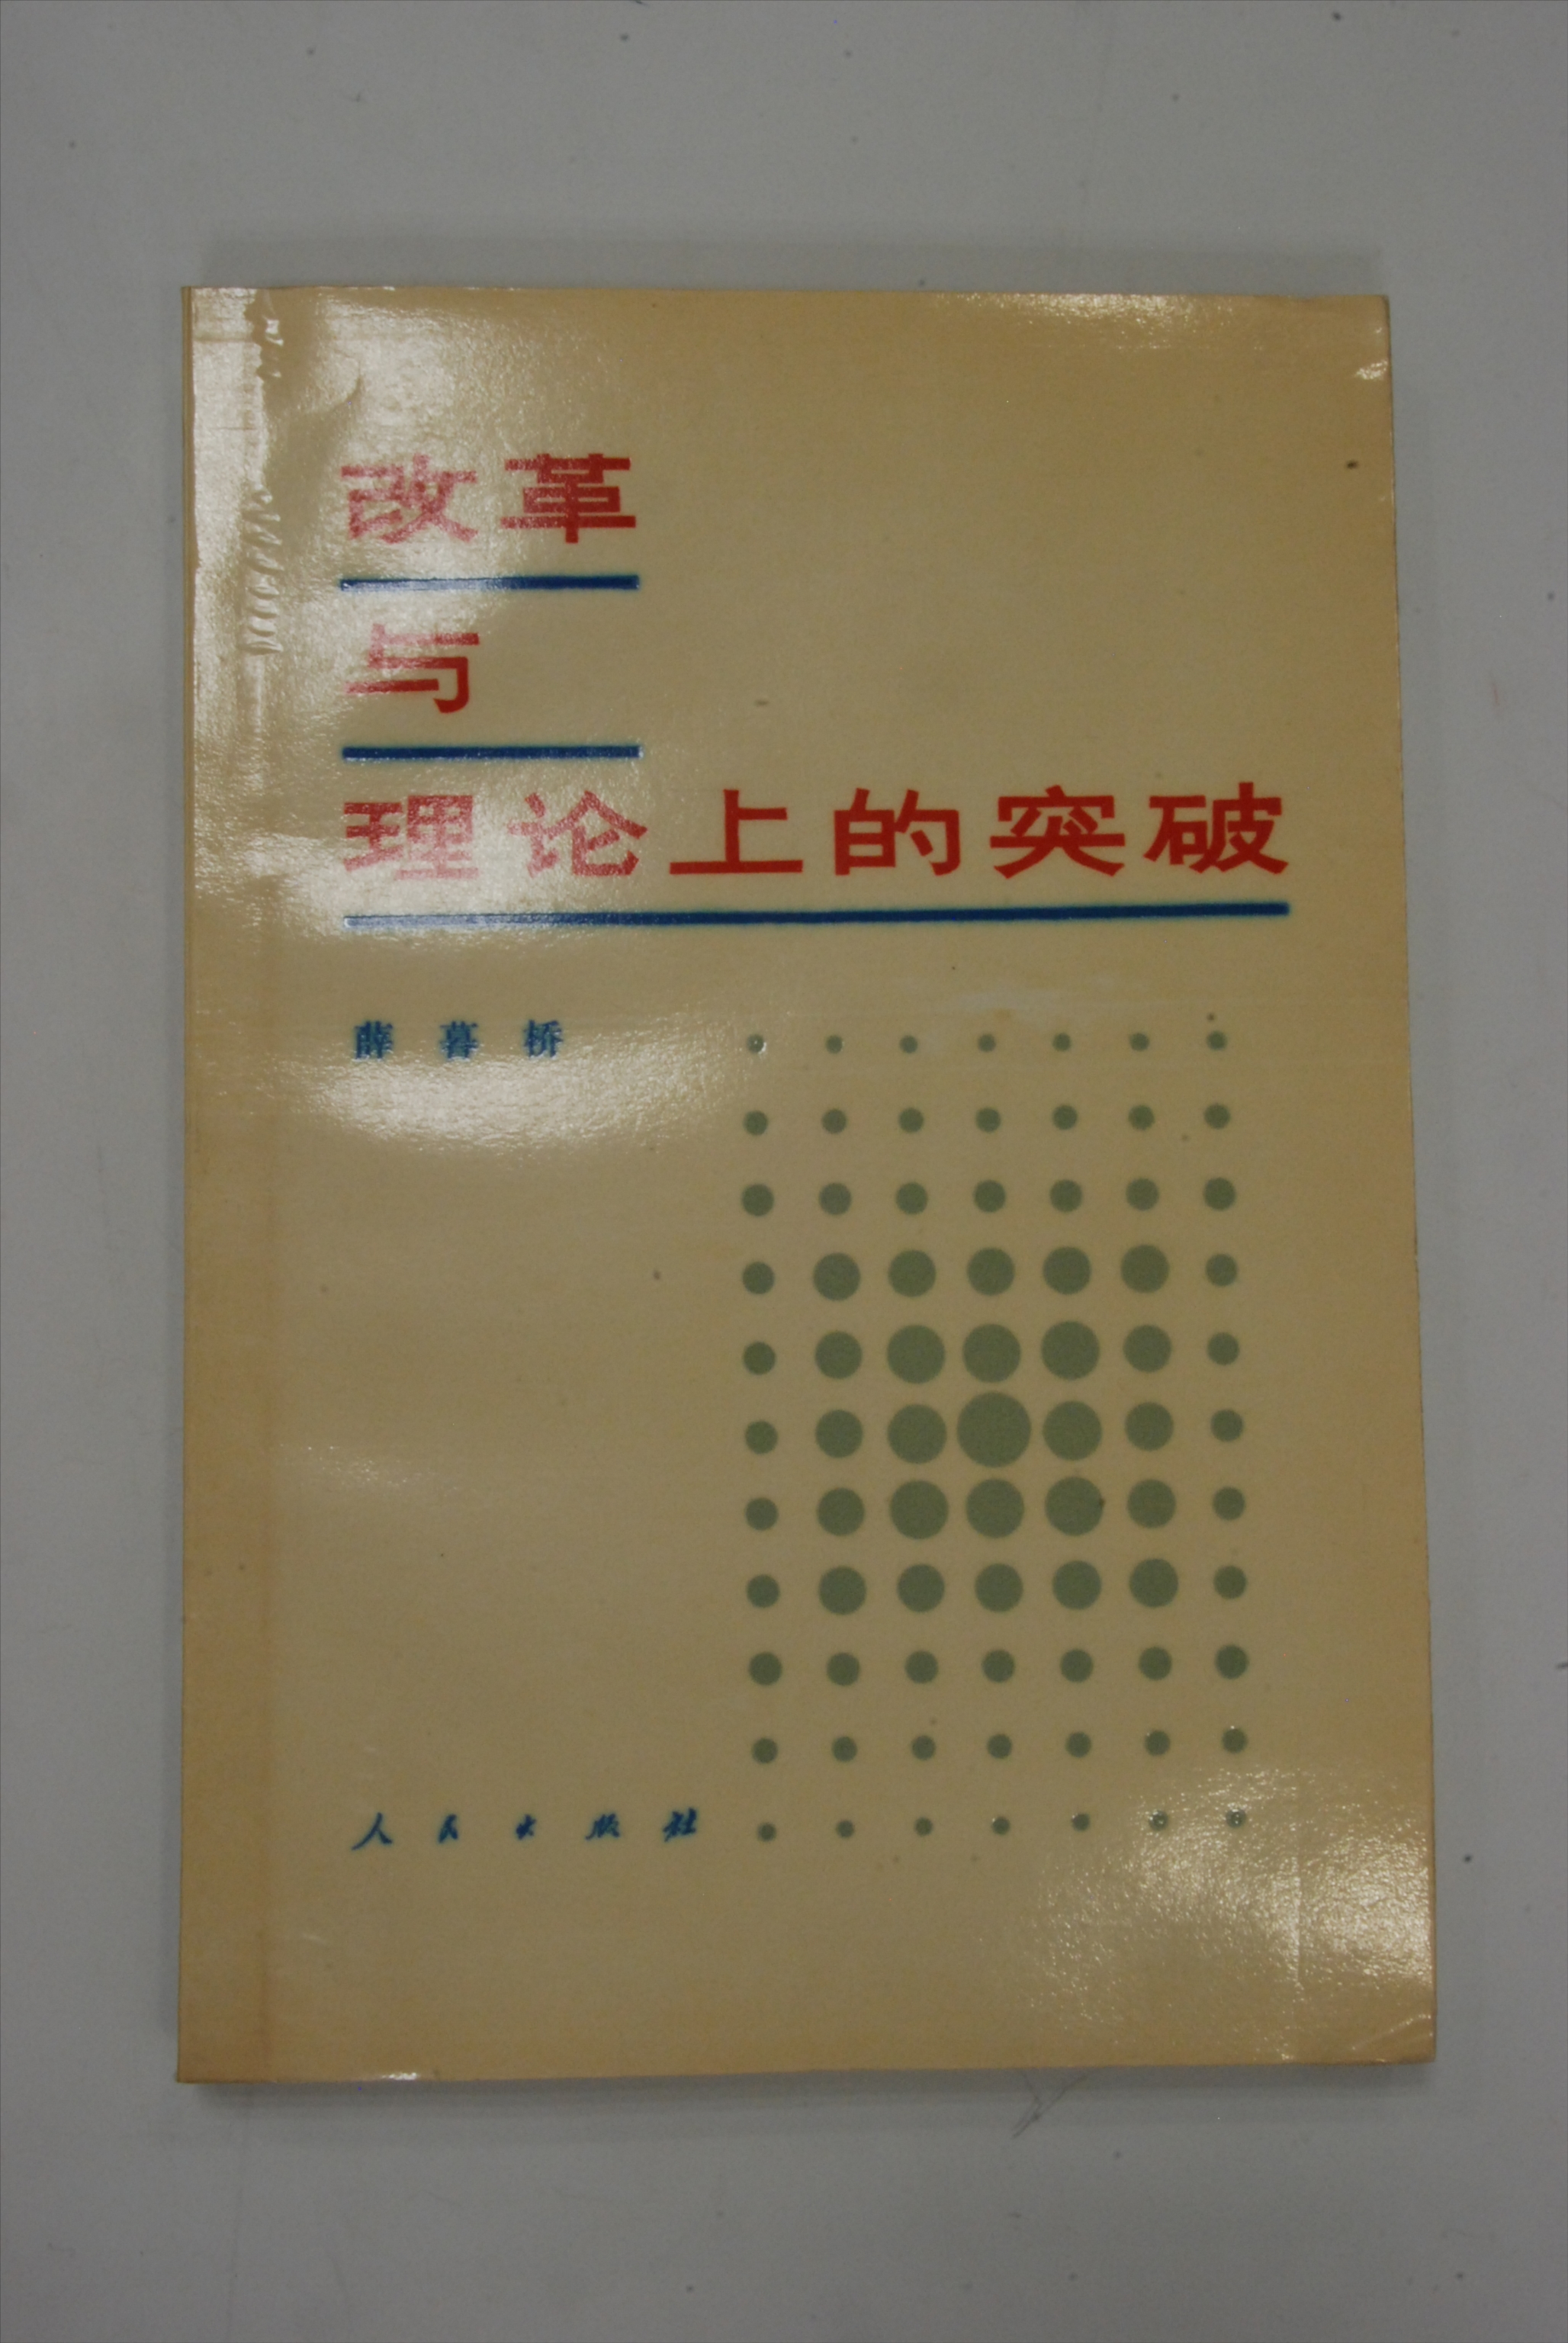 改革
与
理论上的突破
薛暮桥
人民出版社